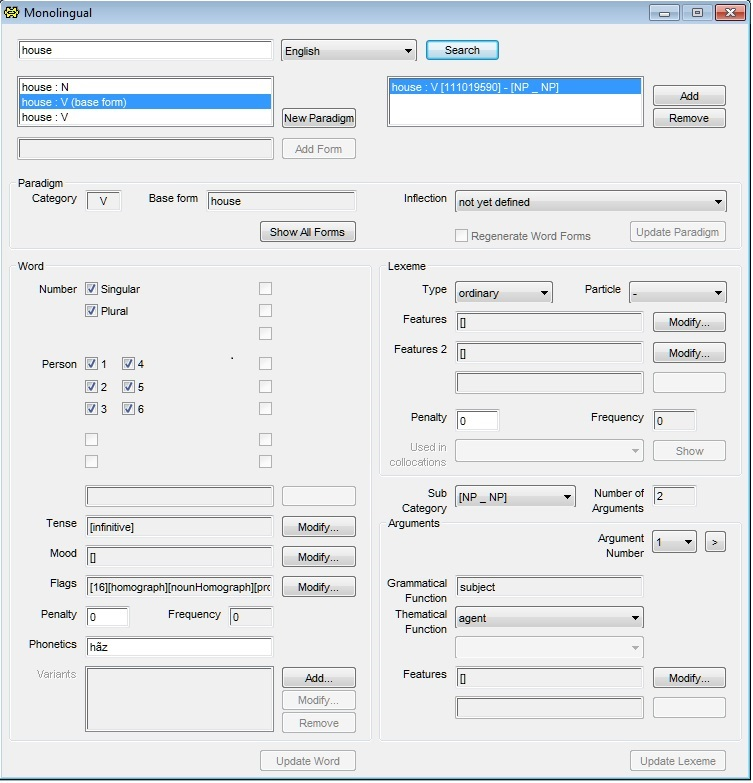 Monolingual
house English Search
house : N
house : V (base form)
house : V
New Paradigm
house : V [111019590] - [NP _ NP]
Add
Remove
Add Form
Paradigm
Category V Base form house Inflection not yet defined
Show All Forms Regenerate Word Forms Update Paradigm
Word
Number Singular
Plural
Person 1 4
2 5
3 6
Tense [infinitive] Modify...
Mood [] Modify...
Flags [16][homograph][nounHomograph][prc Modify...
Penalty 0 Frequency 0
Phonetics hãz
Variants Add...
Modify...
Remove
Update Word
Lexeme
Type ordinary Particle -
Features [] Modify...
Features 2 [] Modify...
Penalty 0 Frequency 0
Used in
collocations
Show
Sub
Category
[NP _ NP]
Number of
Arguments
2
Arguments
Argument
Number
1 >
Grammatical
Function
subject
Thematical
Function
agent
Features [] Modify...
Update Lexeme